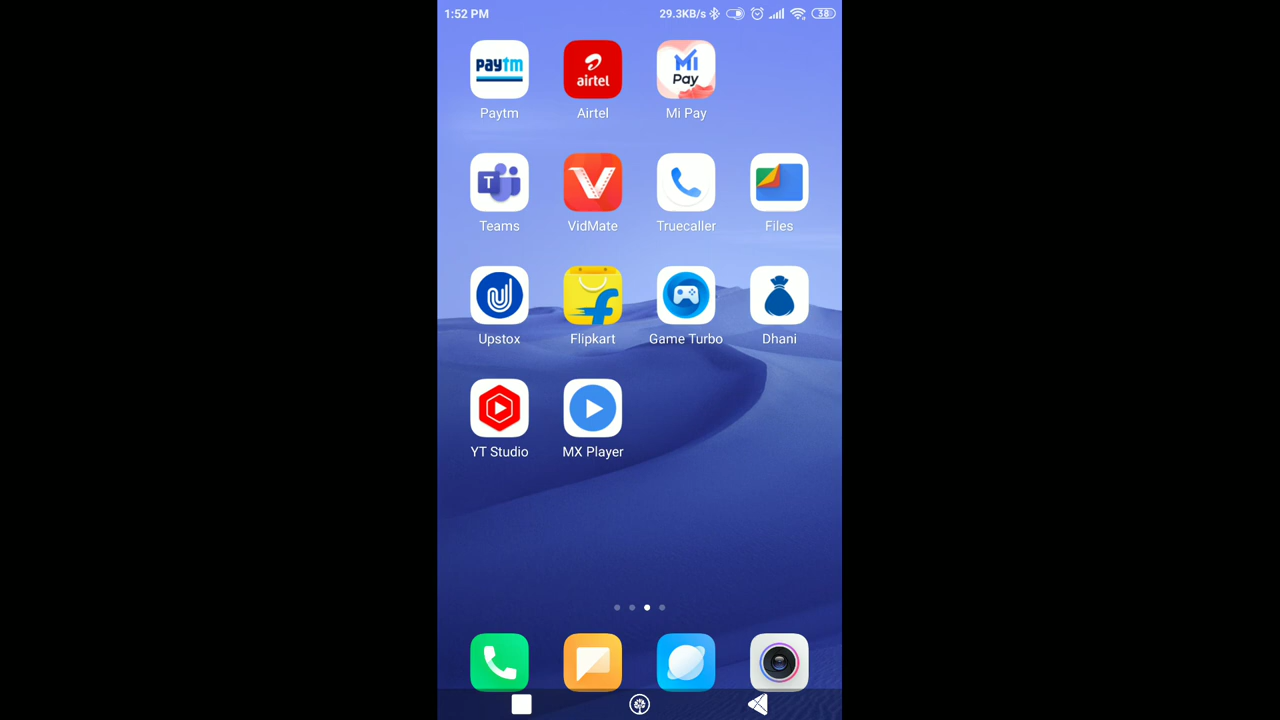 1:52 PM 29.3KB/s 38
paytm airtel Mi Pay
Paytm Airtel Mi Pay
T
Teams VidMate Truecaller Files
Upstox Flipkart Game Turbo Dhani
YT Studio MX Player